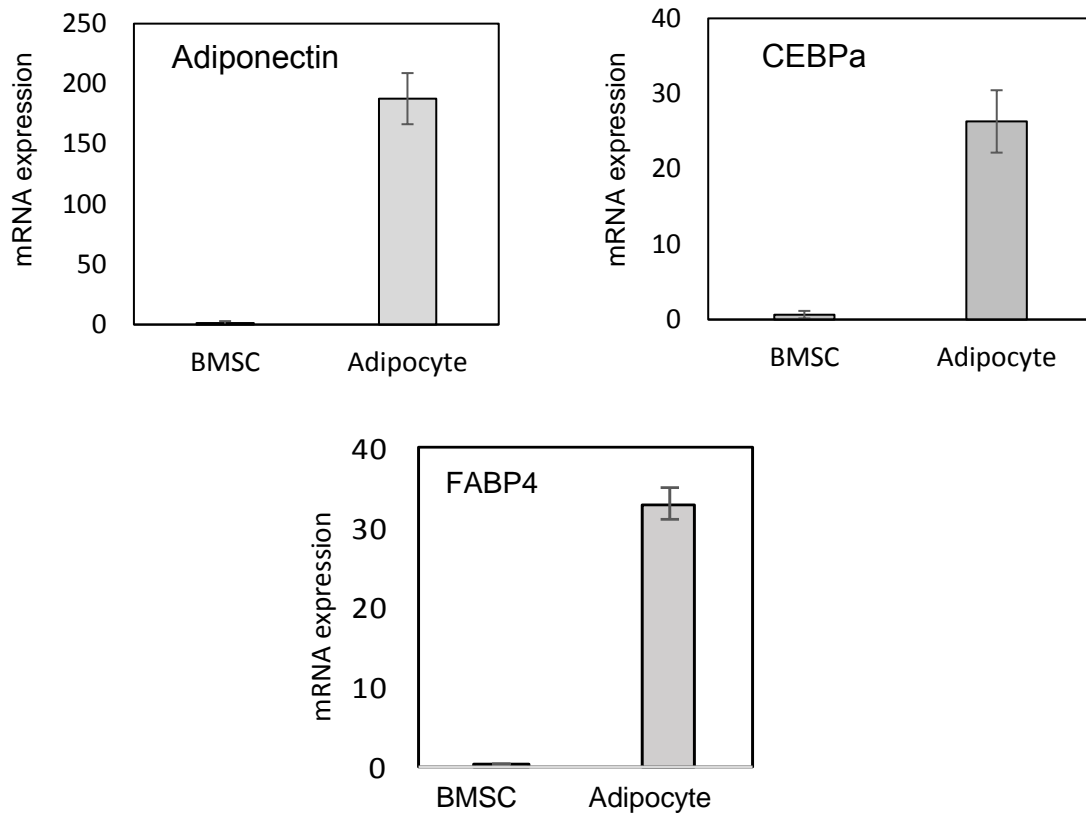 Adiponectin
mRNA expression
250
200
150
100
50
0
BMSC Adipocyte
CEBPa
mRNA expression
40
30
20
10
0
BMSC Adipocyte
FABP4
mRNA expression
40
30
20
10
0
BMSC Adipocyte